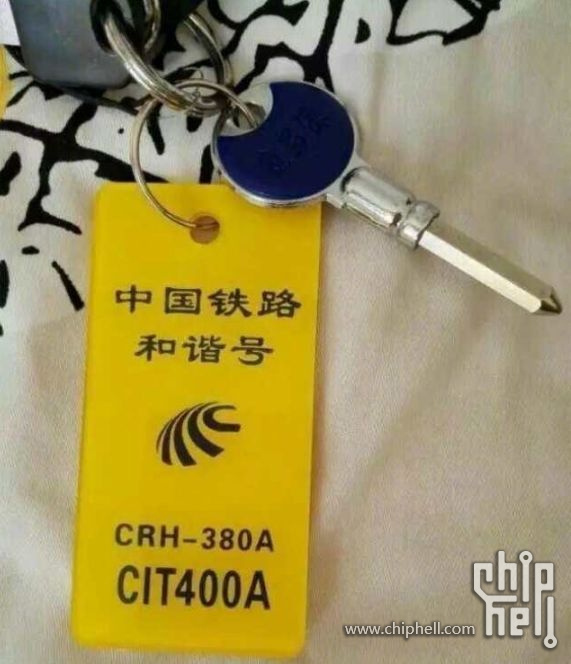 中国铁路
和谐号
CRH-380A
CIT400A
www.chiphell.com
chip
hell